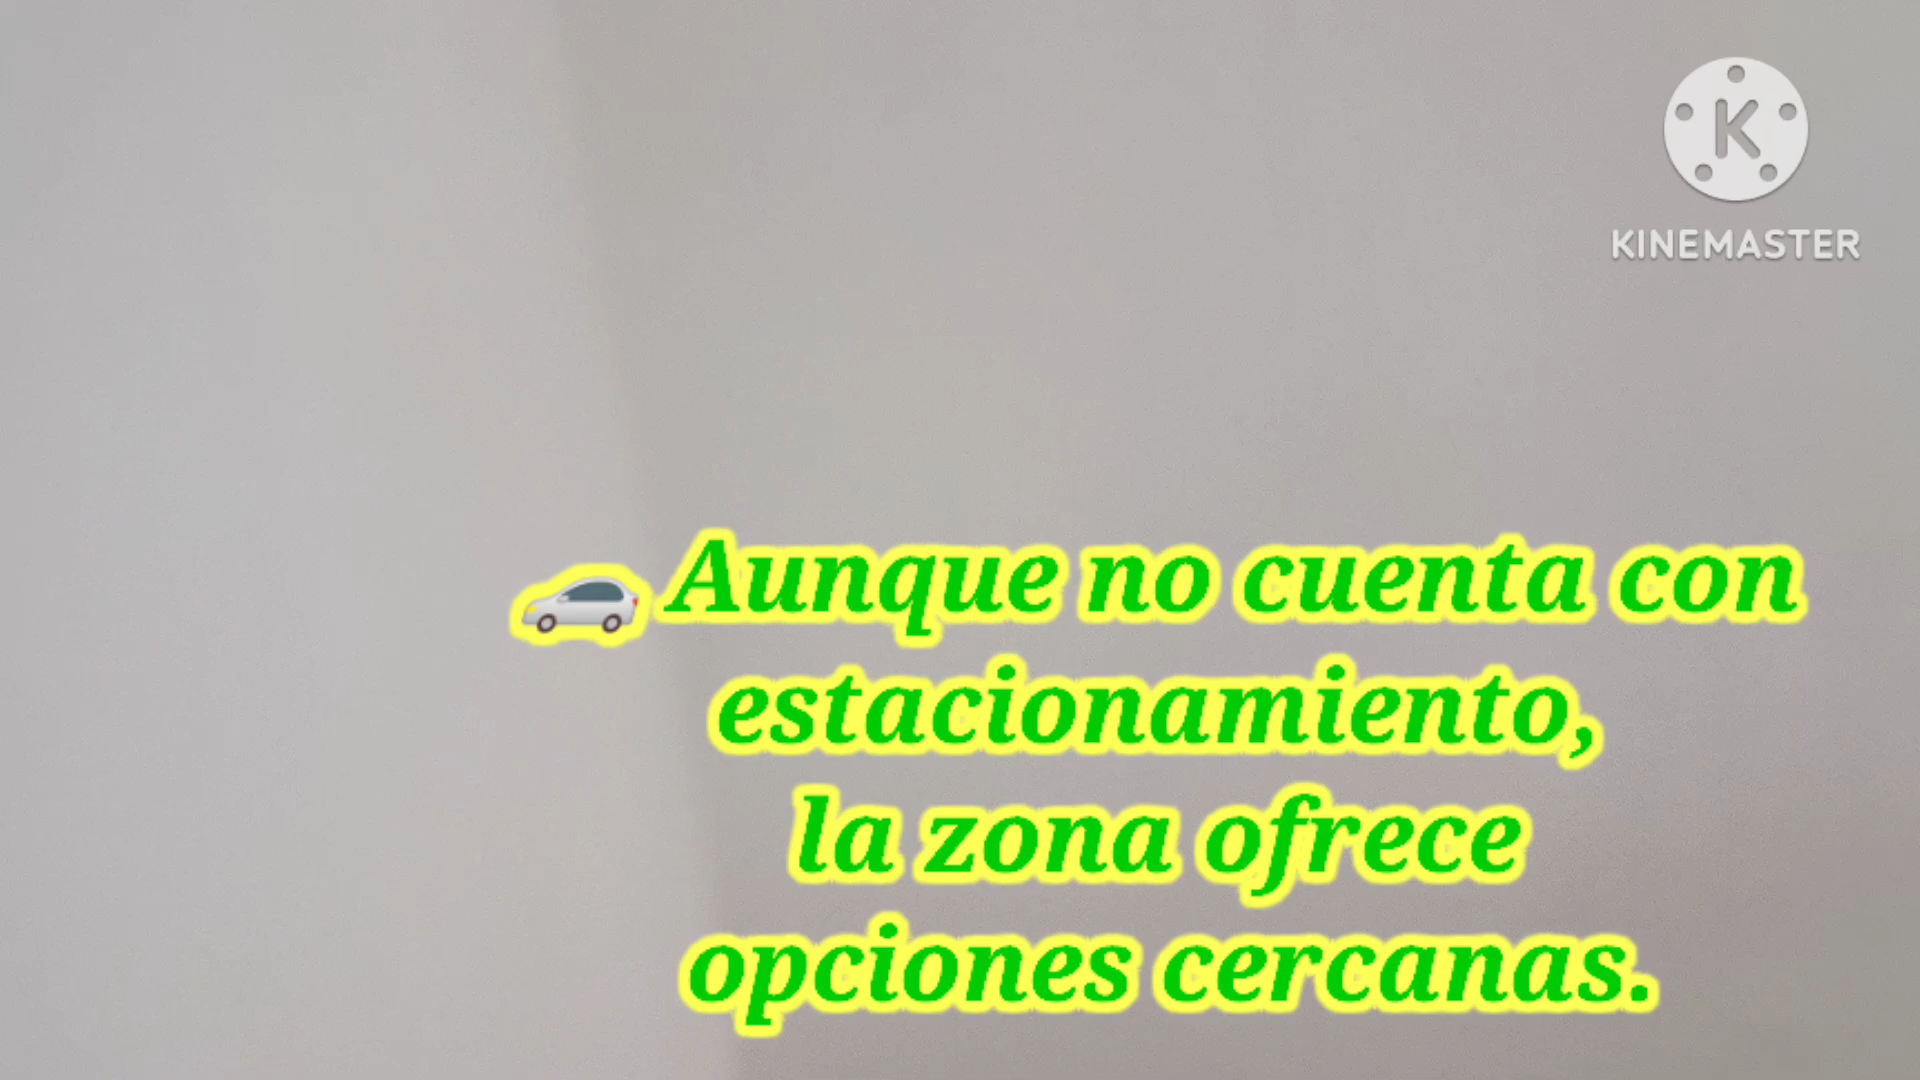 K
KINEMASTER
🚗 Aunque no cuenta con
estacionamiento,
la zona ofrece
opciones cercanas.